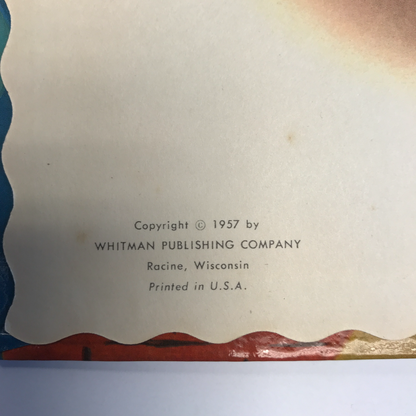 Copyright © 1957 by
WHITMAN PUBLISHING COMPANY
Racine, Wisconsin
Printed in U.S.A.